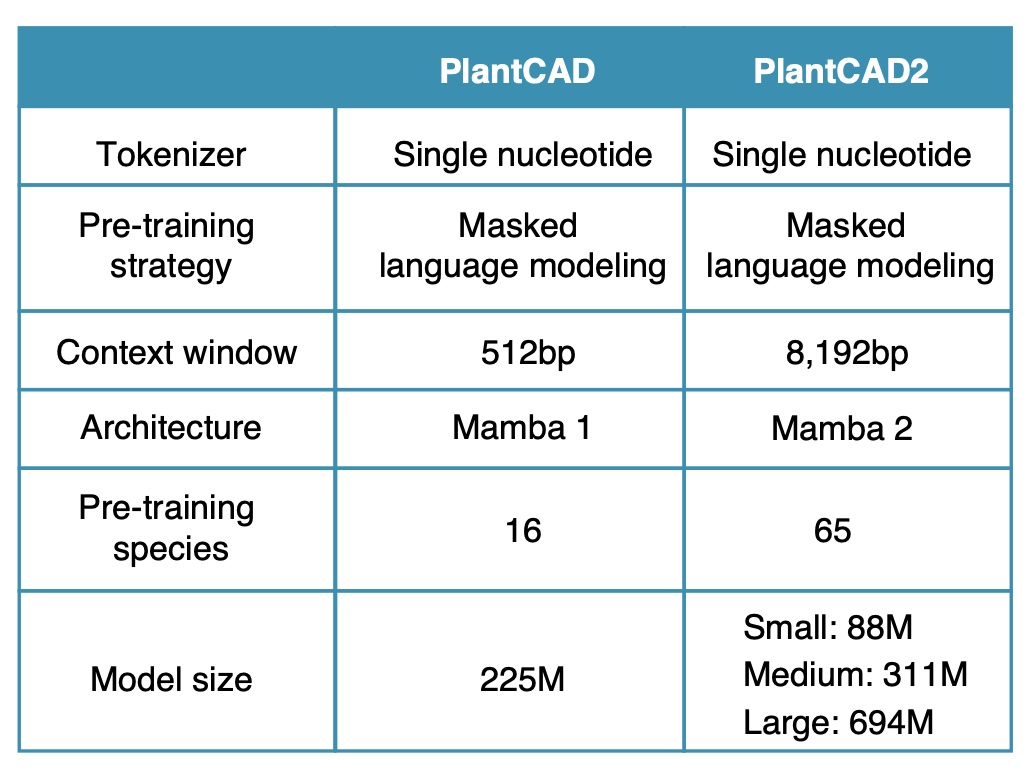 PlantCAD PlantCAD2
Tokenizer Single nucleotide Single nucleotide
Pre-training strategy Masked language modeling Masked language modeling
Context window 512bp 8,192bp
Architecture Mamba 1 Mamba 2
Pre-training species 16 65
Model size 225M Small: 88M
Medium: 311M
Large: 694M